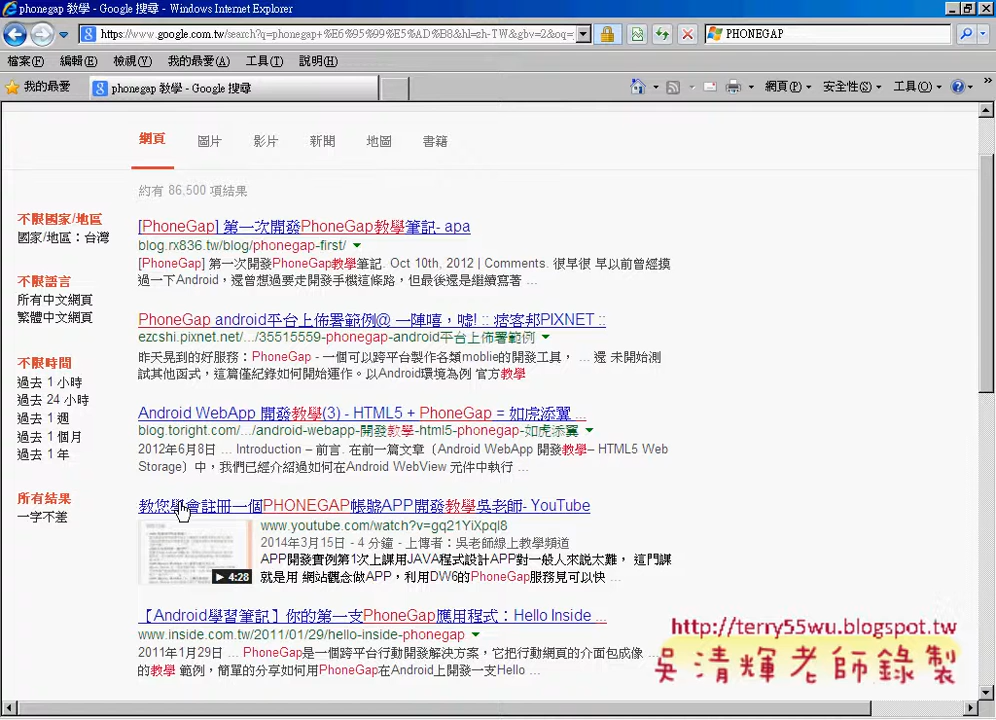 phonegap 教學 - Google 搜尋 - Windows Internet Explorer
https://www.google.com.tw/search?q=phonegap+%E6%95%99%E5%AD%B8&hl=zh-TW&gbv=2&oq=
PHONEGAP
檔案(F) 編輯(E) 檢視(V) 我的最愛(A) 工具(T) 說明(H)
我的最愛 phonegap 教學 - Google 搜尋 網頁(P) 安全性(S) 工具(O)
網頁 圖片 影片 新聞 地圖 書籍
約有 86,500 項結果
不限國家/地區
國家/地區：台灣
不限語言
所有中文網頁
繁體中文網頁
不限時間
過去 1 小時
過去 24 小時
過去 1 週
過去 1 個月
過去 1 年
所有結果
一字不差
[PhoneGap] 第一次開發PhoneGap教學筆記- apa
blog.rx836.tw/blog/phonegap-first/
[PhoneGap] 第一次開發PhoneGap教學筆記. Oct 10th, 2012 | Comments. 很早很 早以前曾經摸
過一下Android，還曾想過要走開發手機這條路，但最後還是繼續寫著 ...
PhoneGap android平台上佈署範例@ 一陣嘻，噓! :: 痞客邦PIXNET ::
ezcshi.pixnet.net/.../35515559-phonegap-android平台上佈署範例
昨天見到的好服務：PhoneGap - 一個可以跨平台製作各類moblie的開發工具， ... 還 未開始測
試其他函式，這篇僅紀錄如何開始運作。以Android環境為例 官方教學
Android WebApp 開發教學(3) - HTML5 + PhoneGap = 如虎添翼 ...
blog.toright.com/.../android-webapp-開發教學-html5-phonegap-如虎添翼
2012年6月8日 ... Introduction – 前言. 在前一篇文章〔Android WebApp 開發教學– HTML5 Web
Storage〕中，我們已經介紹過如何在Android WebView 元件中執行 ...
教您學會註冊一個PHONEGAP帳號APP開發教學吳老師- YouTube
www.youtube.com/watch?v=gq21YiXpqI8
2014年3月15日 - 4 分鐘 - 上傳者：吳老師線上教學頻道
APP開發實例第1次上課用JAVA程式設計APP對一般人來說太難， 這門課
就是用 網站觀念做APP，利用DW6的PhoneGap服務見可以快 ...
4:28
【Android學習筆記】你的第一支PhoneGap應用程式：Hello Inside ...
www.inside.com.tw/2011/01/29/hello-inside-phonegap
2011年1月29日 ... PhoneGap是一個跨平台行動開發解決方案，它把行動網頁的介面包成像 ...
的教學 範例，簡單的分享如何用PhoneGap在Android上開發一支Hello ...
http://terry55wu.blogspot.tw
吳清輝老師錄製